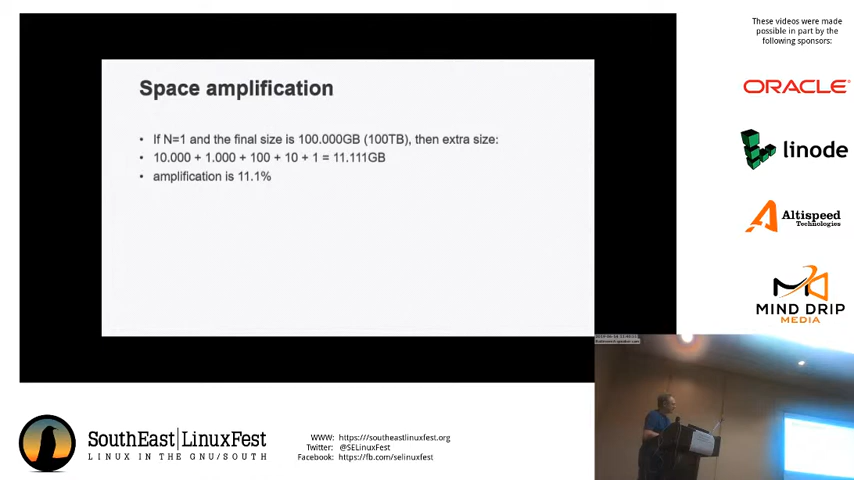 These videos were made
possible in part by the
following sponsors:
Space amplification
• If N=1 and the final size is 100.000GB (100TB), then extra size:
• 10.000 + 1.000 + 100 + 10 + 1 = 11.111GB
• amplification is 11.1%
ORACLE
linode
Altispeed
Technologies
MIND DRIP
MEDIA
SouthEast|LinuxFest
LINUX IN THE GNU/SOUTH
WWW: https://southeastlinuxfest.org
Twitter: @SELinuxFest
Facebook: https://fb.com/selinuxfest